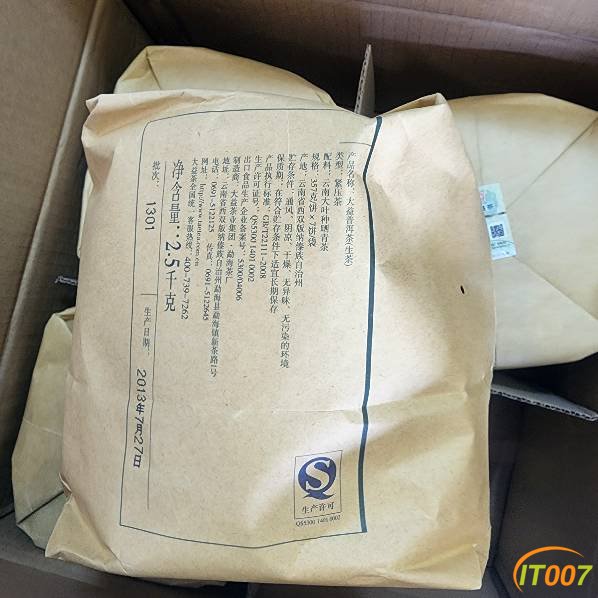 产品名称：大益普洱茶(生茶)
类型：紧压茶
配料：云南大叶种晒青茶
规格：357克/饼×7饼/袋
产地：云南省西双版纳傣族自治州
贮存条件：通风、阴凉、干燥、无异味、无污染的环境
保质期：在符合贮存条件下适宜长期保存
产品执行标准：GB/T22111-2008
生产许可证号：QS5300 1401 0002
出口食品生产企业备案号：5300/04006
制造商：大益茶业集团·勐海茶厂
地址：云南省西双版纳傣族自治州勐海县勐海镇新茶路1号
电话：0691-5122175 传真：0691-5122645
网址：http://www.taetea.com.cn
大益茶全国统一客服热线：400-739-7262
净含量：2.5千克
批次：1301
生产日期：2013年7月27日
生产许可
QS5300 1401 0002
IT007